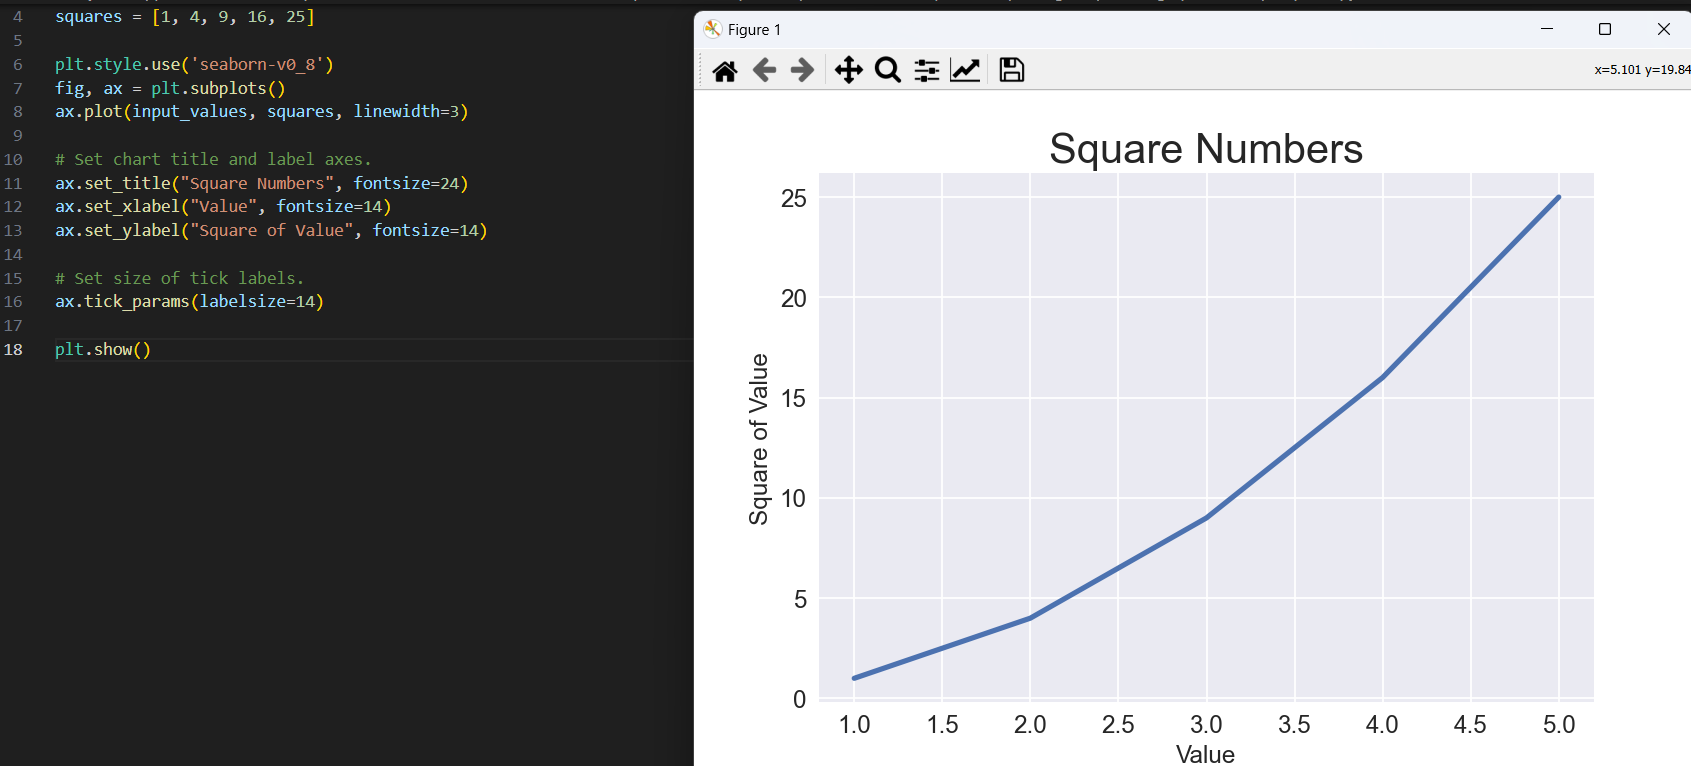 4 squares = [1, 4, 9, 16, 25]
5
6 plt.style.use('seaborn-v0_8')
7 fig, ax = plt.subplots()
8 ax.plot(input_values, squares, linewidth=3)
9
10 # Set chart title and label axes.
11 ax.set_title("Square Numbers", fontsize=24)
12 ax.set_xlabel("Value", fontsize=14)
13 ax.set_ylabel("Square of Value", fontsize=14)
14
15 # Set size of tick labels.
16 ax.tick_params(labelsize=14)
17
18 plt.show()
Figure 1
x=5.101 y=19.84
Square Numbers
25
20
15
10
5
0
Square of Value
1.0 1.5 2.0 2.5 3.0 3.5 4.0 4.5 5.0
Value